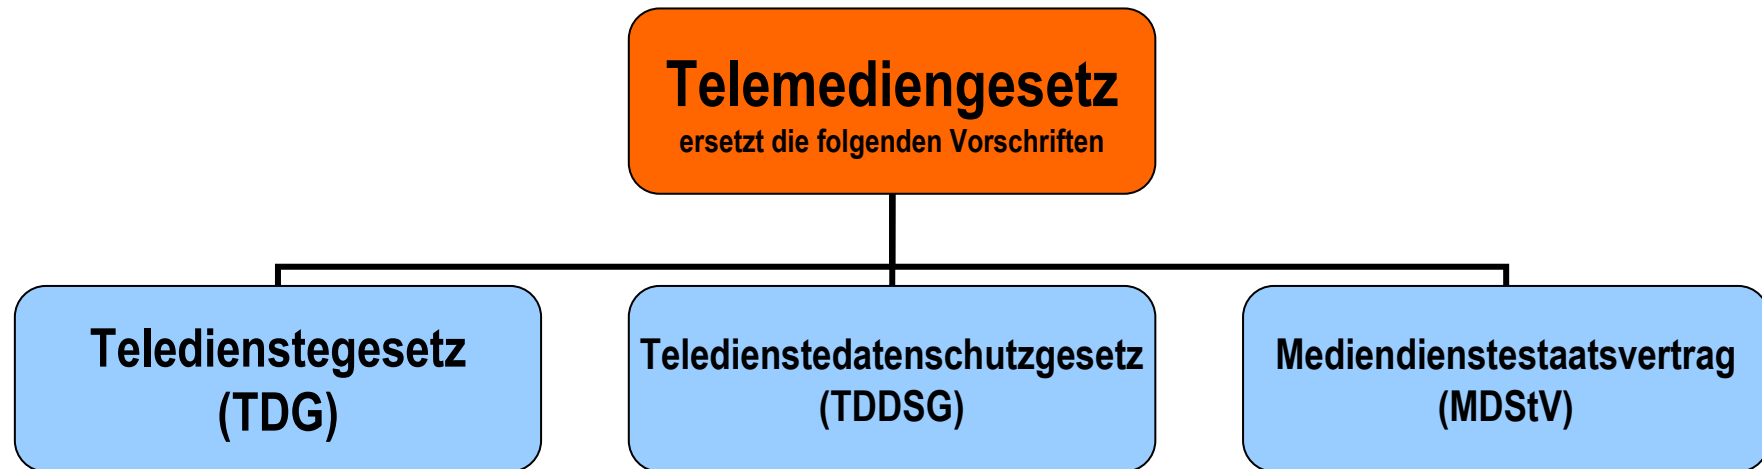 Telemediengesetz
ersetzt die folgenden Vorschriften
Teledienstegesetz
(TDG)
Teledienstedatenschutzgesetz
(TDDSG)
Mediendienstestaatsvertrag
(MDStV)